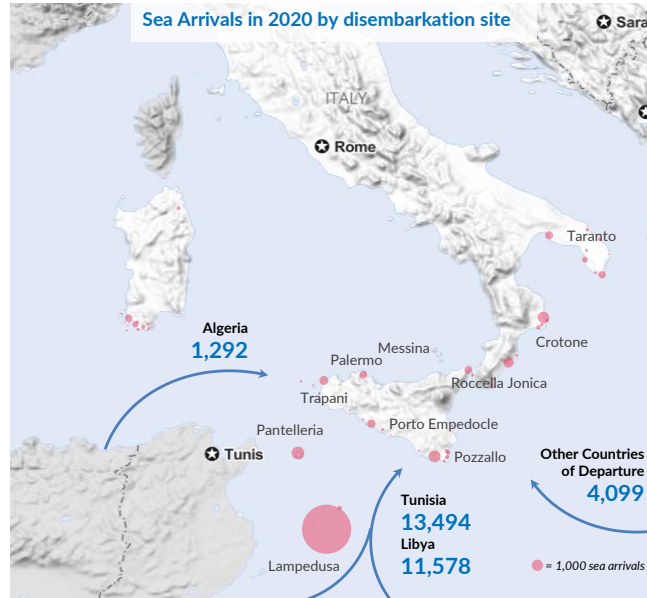 Sea Arrivals in 2020 by disembarkation site
Sara
ITALY
Rome
Taranto
Algeria
1,292
Messina
Crotone
Palermo
Roccella Jonica
Trapani
Pantelleria
Porto Empedocle
Tunis
Pozzallo
Other Countries
of Departure
4,099
Tunisia
13,494
Libya
11,578
Lampedusa
= 1,000 sea arrivals